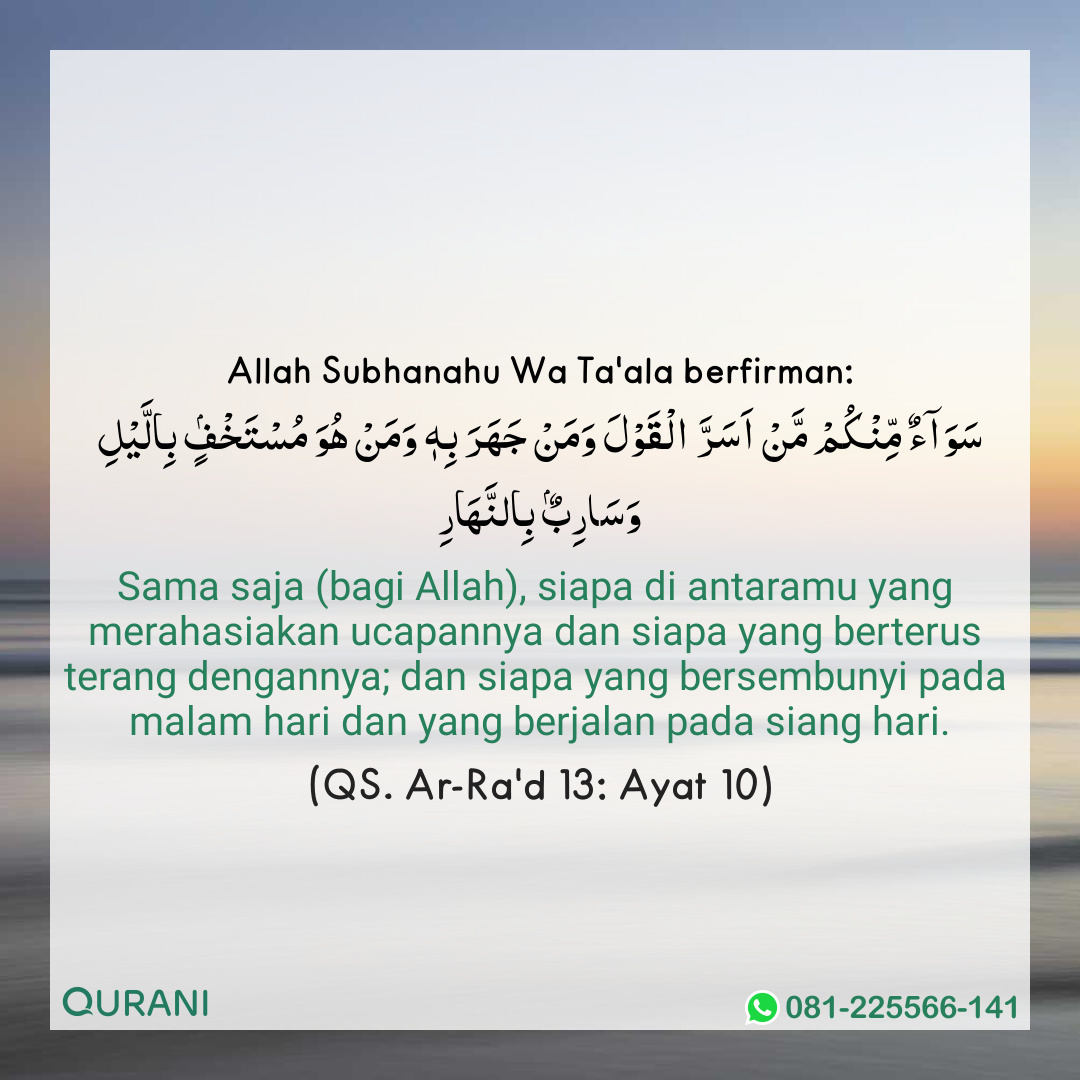 Allah Subhanahu Wa Ta'ala berfirman:
سَوَآءٌ مِّنْكُمْ مَّنْ اَسَرَّ الْقَوْلَ وَمَنْ جَهَرَ بِهٖ وَمَنْ هُوَ مُسْتَخْفٍۢ بِالَّيْلِ
وَسَارِبٌۢ بِالنَّهَارِ
Sama saja (bagi Allah), siapa di antaramu yang
merahasiakan ucapannya dan siapa yang berterus
terang dengannya; dan siapa yang bersembunyi pada
malam hari dan yang berjalan pada siang hari.
(QS. Ar-Ra'd 13: Ayat 10)
QURANI
081-225566-141